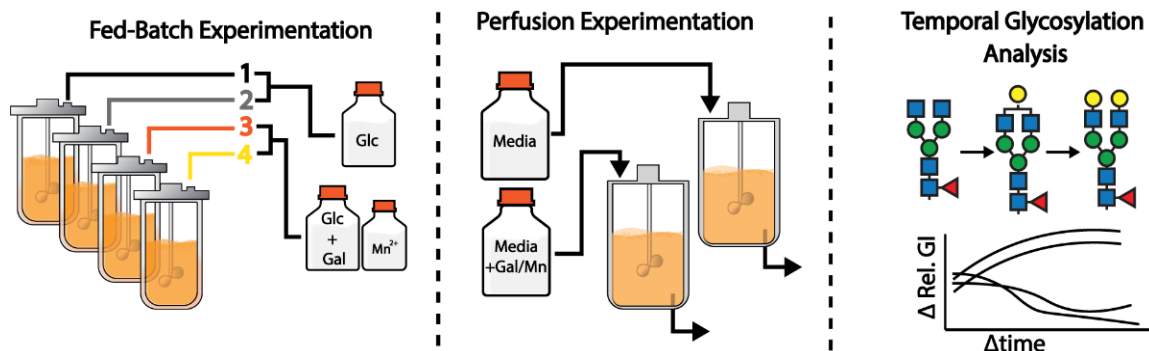 Fed-Batch Experimentation
1
2
3
4
Glc
Glc
+
Gal
Mn²⁺
Perfusion Experimentation
Media
Media
+Gal/Mn
Temporal Glycosylation
Analysis
Δ Rel. GI
Δtime